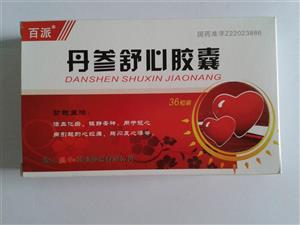 百派
国药准字Z22023886
丹参舒心胶囊
DANSHEN SHUXIN JIAONANG
36粒装
功能主治:
活血化瘀,镇静安神,用于冠心
病引起的心绞痛,胸闷及心悸等